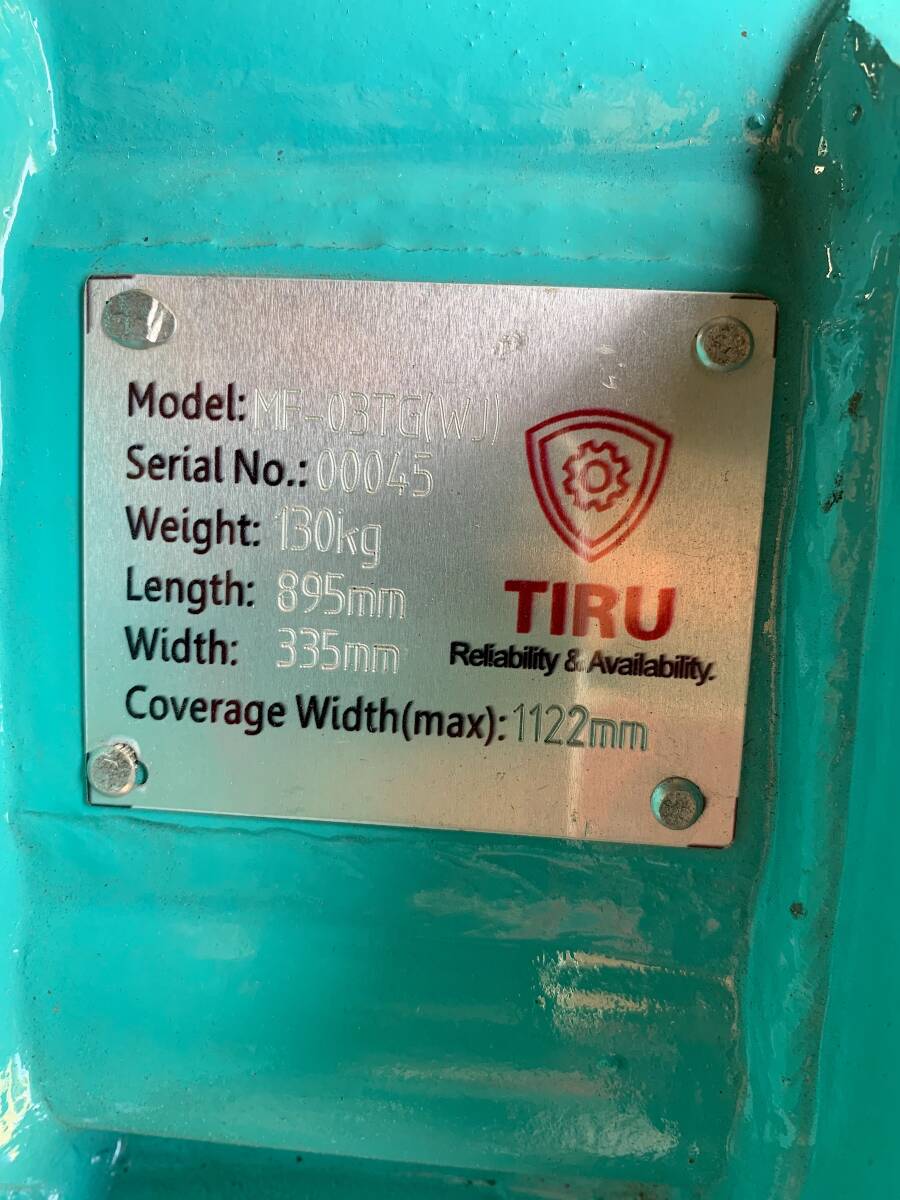 Model: MF-03TG(WJ)
Serial No.: 00045
Weight: 130kg
Length: 895mm
Width: 335mm
Coverage Width(max): 1122mm
TIRU
Reliability & Availability.